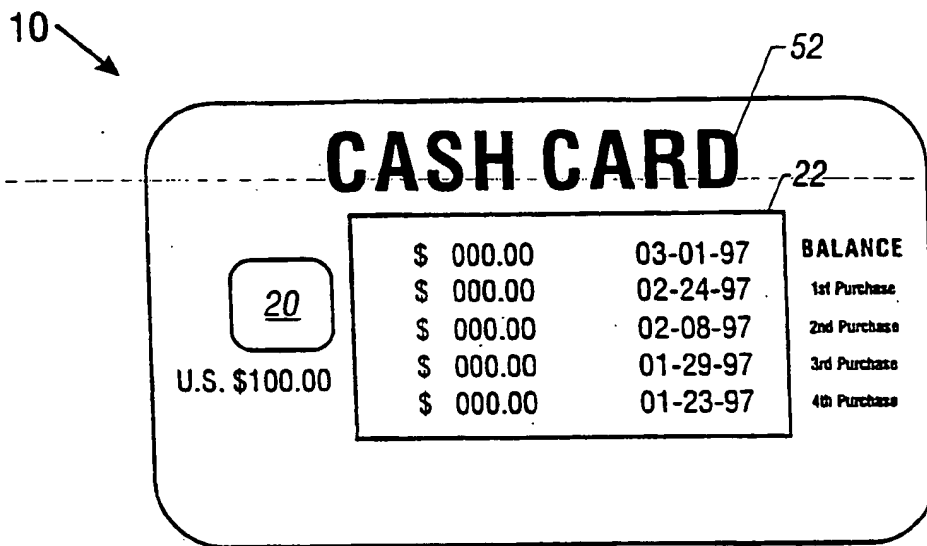 10
52
CASH CARD
22
$ 000.00 03-01-97 BALANCE
$ 000.00 02-24-97 1st Purchase
20
$ 000.00 02-08-97 2nd Purchase
$ 000.00 01-29-97 3rd Purchase
U.S. $100.00
$ 000.00 01-23-97 4th Purchase